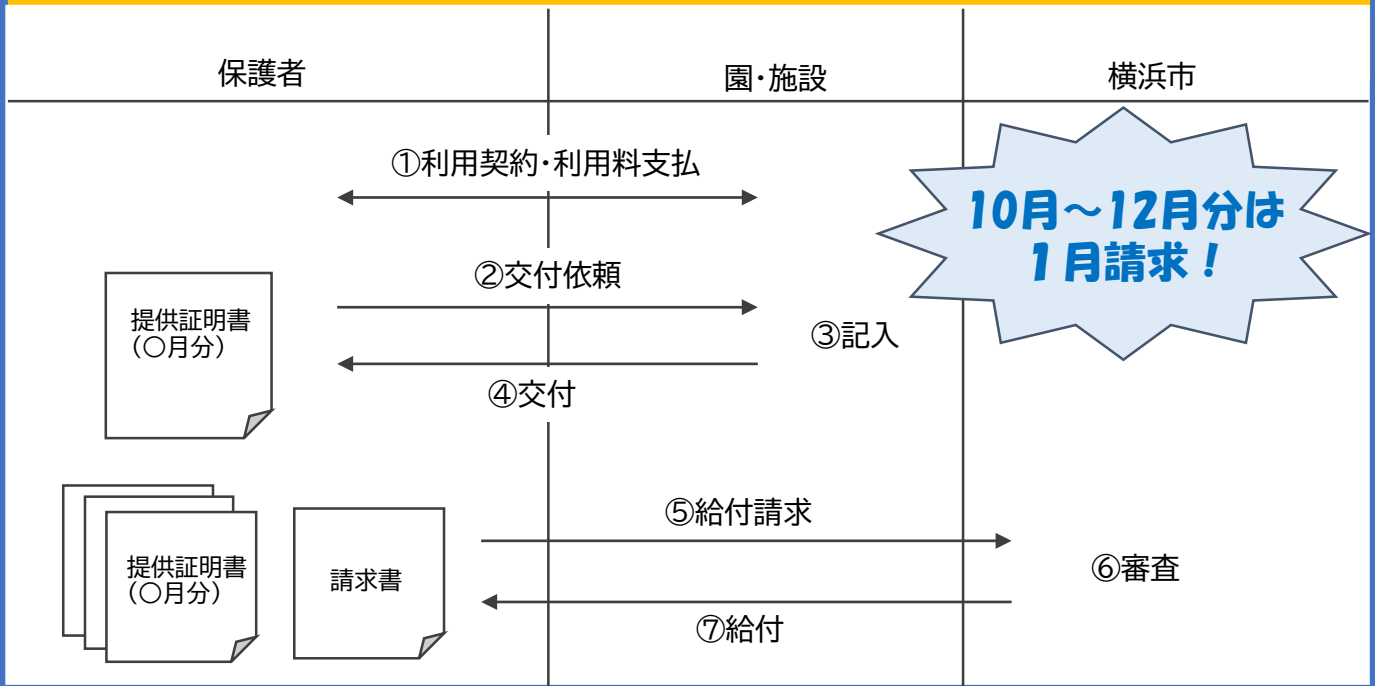 保護者
園・施設
横浜市
①利用契約・利用料支払
10月~12月分は
1月請求!
②交付依頼
提供証明書
(〇月分)
③記入
④交付
⑤給付請求
提供証明書
(〇月分)
請求書
⑥審査
⑦給付